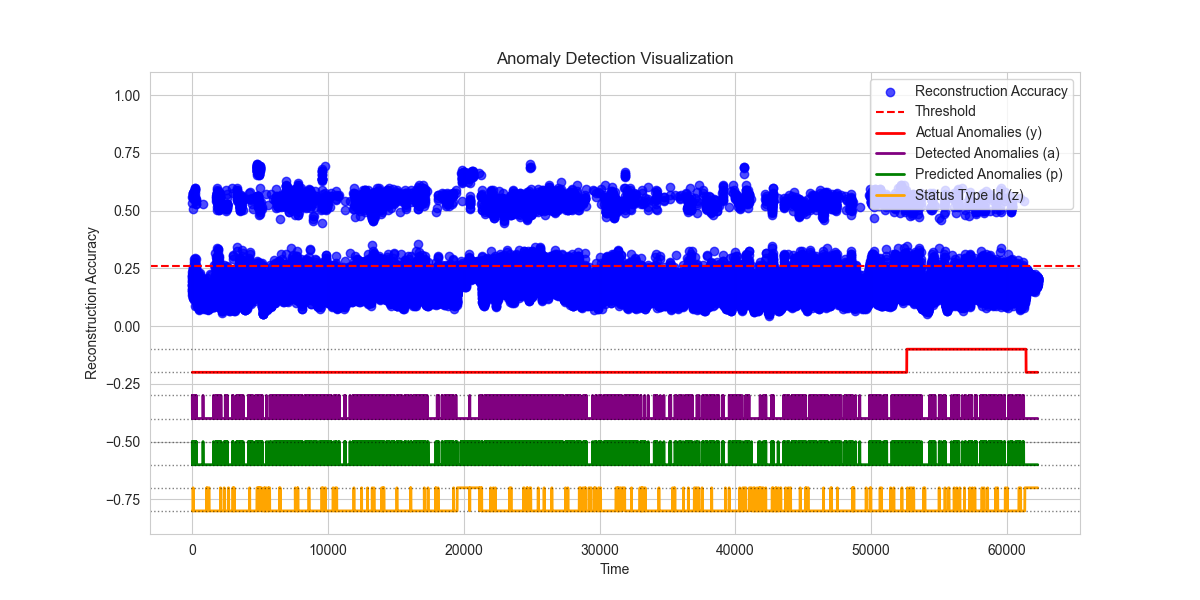 Anomaly Detection Visualization
Reconstruction Accuracy
1.00
0.75
0.50
0.25
0.00
−0.25
−0.50
−0.75
Reconstruction Accuracy
Threshold
Actual Anomalies (y)
Detected Anomalies (a)
Predicted Anomalies (p)
Status Type Id (z)
0
10000
20000
30000
40000
50000
60000
Time